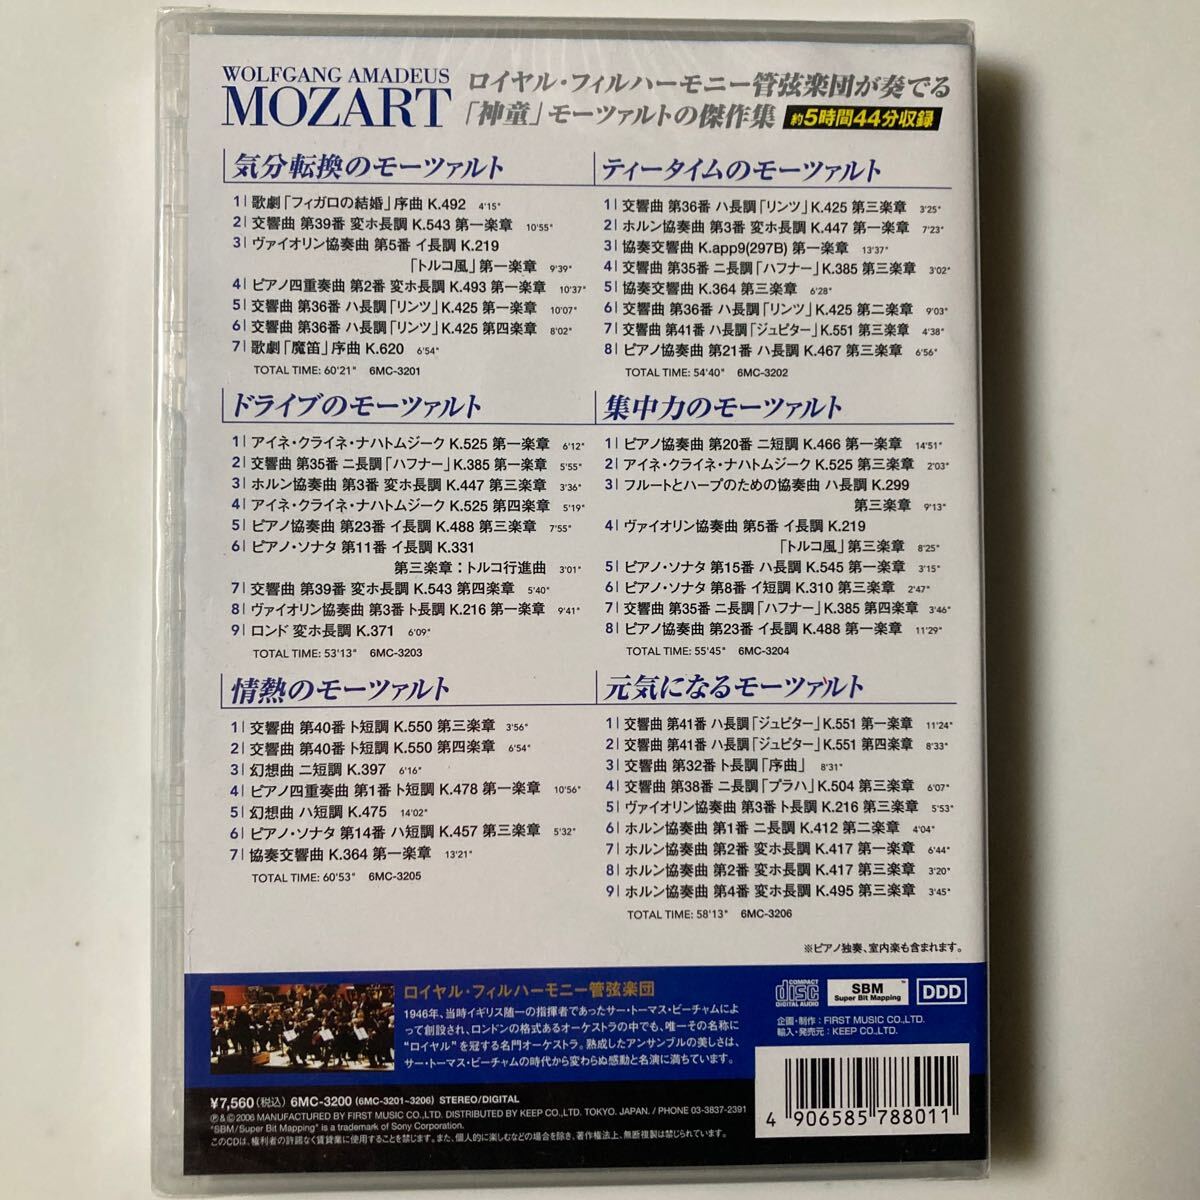 WOLFGANG AMADEUS
MOZART
ロイヤル・フィルハーモニー管弦楽団が奏でる
「神童」モーツァルトの傑作集 約5時間44分収録
気分転換のモーツァルト
1 歌劇「フィガロの結婚」序曲 K.492 4'15"
2 交響曲 第39番 変ホ長調 K.543 第一楽章 10'55"
3 ヴァイオリン協奏曲 第5番 イ長調 K.219
「トルコ風」第一楽章 9'39"
4 ピアノ四重奏曲 第2番 変ホ長調 K.493 第一楽章 10'37"
5 交響曲 第36番 ハ長調「リンツ」K.425 第一楽章 10'07"
6 交響曲 第36番 ハ長調「リンツ」K.425 第四楽章 8'02"
7 歌劇「魔笛」序曲 K.620 6'54"
TOTAL TIME: 60'21" 6MC-3201
ティータイムのモーツァルト
1 交響曲 第36番 ハ長調「リンツ」K.425 第三楽章 3'25"
2 ホルン協奏曲 第3番 変ホ長調 K.447 第一楽章 7'23"
3 協奏交響曲 K.app9(297B) 第一楽章 13'37"
4 交響曲 第35番 ニ長調「ハフナー」K.385 第三楽章 3'02"
5 協奏交響曲 K.364 第三楽章 6'28"
6 交響曲 第36番 ハ長調「リンツ」K.425 第二楽章 9'03"
7 交響曲 第41番 ハ長調「ジュピター」K.551 第三楽章 4'38"
8 ピアノ協奏曲 第21番 ハ長調 K.467 第三楽章 6'56"
TOTAL TIME: 54'40" 6MC-3202
ドライブのモーツァルト
1 アイネ・クライネ・ナハトムジーク K.525 第一楽章 6'12"
2 交響曲 第35番 ニ長調「ハフナー」K.385 第一楽章 5'55"
3 ホルン協奏曲 第3番 変ホ長調 K.447 第三楽章 3'36"
4 アイネ・クライネ・ナハトムジーク K.525 第四楽章 5'19"
5 ピアノ協奏曲 第23番 イ長調 K.488 第三楽章 7'55"
6 ピアノ・ソナタ 第11番 イ長調 K.331
第三楽章：トルコ行進曲 3'01"
7 交響曲 第39番 変ホ長調 K.543 第四楽章 5'40"
8 ヴァイオリン協奏曲 第3番 ト長調 K.216 第一楽章 9'41"
9 ロンド 変ホ長調 K.371 6'09"
TOTAL TIME: 53'13" 6MC-3203
集中力のモーツァルト
1 ピアノ協奏曲 第20番 ニ短調 K.466 第一楽章 14'51"
2 アイネ・クライネ・ナハトムジーク K.525 第三楽章 2'03"
3 フルートとハープのための協奏曲 ハ長調 K.299
第三楽章 9'13"
4 ヴァイオリン協奏曲 第5番 イ長調 K.219
「トルコ風」第三楽章 8'25"
5 ピアノ・ソナタ 第15番 ハ長調 K.545 第一楽章 3'15"
6 ピアノ・ソナタ 第8番 イ短調 K.310 第三楽章 2'47"
7 交響曲 第35番 ニ長調「ハフナー」K.385 第四楽章 3'46"
8 ピアノ協奏曲 第23番 イ長調 K.488 第一楽章 11'29"
TOTAL TIME: 55'45" 6MC-3204
情熱のモーツァルト
1 交響曲 第40番 ト短調 K.550 第三楽章 3'56"
2 交響曲 第40番 ト短調 K.550 第四楽章 6'54"
3 幻想曲 ニ短調 K.397 6'16"
4 ピアノ四重奏曲 第1番 ト短調 K.478 第一楽章 10'56"
5 幻想曲 ハ短調 K.475 14'02"
6 ピアノ・ソナタ 第14番 ハ短調 K.457 第三楽章 5'32"
7 協奏交響曲 K.364 第一楽章 13'21"
TOTAL TIME: 60'53" 6MC-3205
元気になるモーツァルト
1 交響曲 第41番 ハ長調「ジュピター」K.551 第一楽章 11'24"
2 交響曲 第41番 ハ長調「ジュピター」K.551 第四楽章 8'33"
3 交響曲 第32番 ト長調「序曲」 8'31"
4 交響曲 第38番 ニ長調「プラハ」K.504 第三楽章 6'07"
5 ヴァイオリン協奏曲 第3番 ト長調 K.216 第三楽章 5'53"
6 ホルン協奏曲 第1番 ニ長調 K.412 第二楽章 4'04"
7 ホルン協奏曲 第2番 変ホ長調 K.417 第一楽章 6'44"
8 ホルン協奏曲 第2番 変ホ長調 K.417 第三楽章 3'20"
9 ホルン協奏曲 第4番 変ホ長調 K.495 第三楽章 3'45"
TOTAL TIME: 58'13" 6MC-3206
※ピアノ独奏、室内楽も含まれます。
ロイヤル・フィルハーモニー管弦楽団
1946年、当時イギリス随一の指揮者であったサー・トーマス・ビーチャムによ
って創設され、ロンドンの格式あるオーケストラの中でも、唯一その名称に
"ロイヤル"を冠する名門オーケストラ。熟成したアンサンブルの美しさは、
サー・トーマス・ビーチャムの時代から変わらぬ感動と名演に満ちています。
COMPACT disc DIGITAL AUDIO
SBM™ Super Bit Mapping
DDD
企画・制作：FIRST MUSIC CO.,LTD.
輸入・発売元：KEEP CO.,LTD.
¥7,560(税込) 6MC-3200 (6MC-3201~3206) STEREO/DIGITAL
℗&©2006 MANUFACTURED BY FIRST MUSIC CO.,LTD. DISTRIBUTED BY KEEP CO.,LTD. TOKYO. JAPAN. / PHONE 03-3837-2391
"SBM/Super Bit Mapping" is a trademark of Sony Corporation.
このCDは、権利者の許諾なく賃貸業に使用することを禁じます。また、個人的に楽しむなどの場合を除き、著作権法上、無断複製は禁じられています。
4 906585 788011